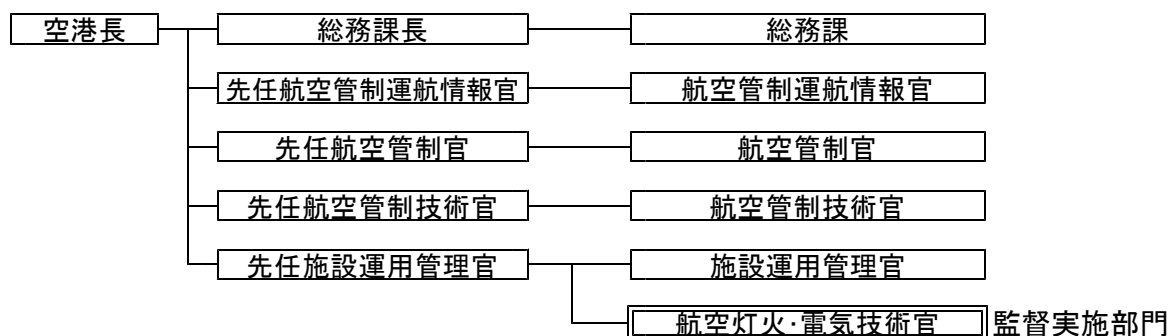 空港長 総務課長 総務課
先任航空管制運航情報官 航空管制運航情報官
先任航空管制官 航空管制官
先任航空管制技術官 航空管制技術官
先任施設運用管理官 施設運用管理官
航空灯火･電気技術官 監督実施部門